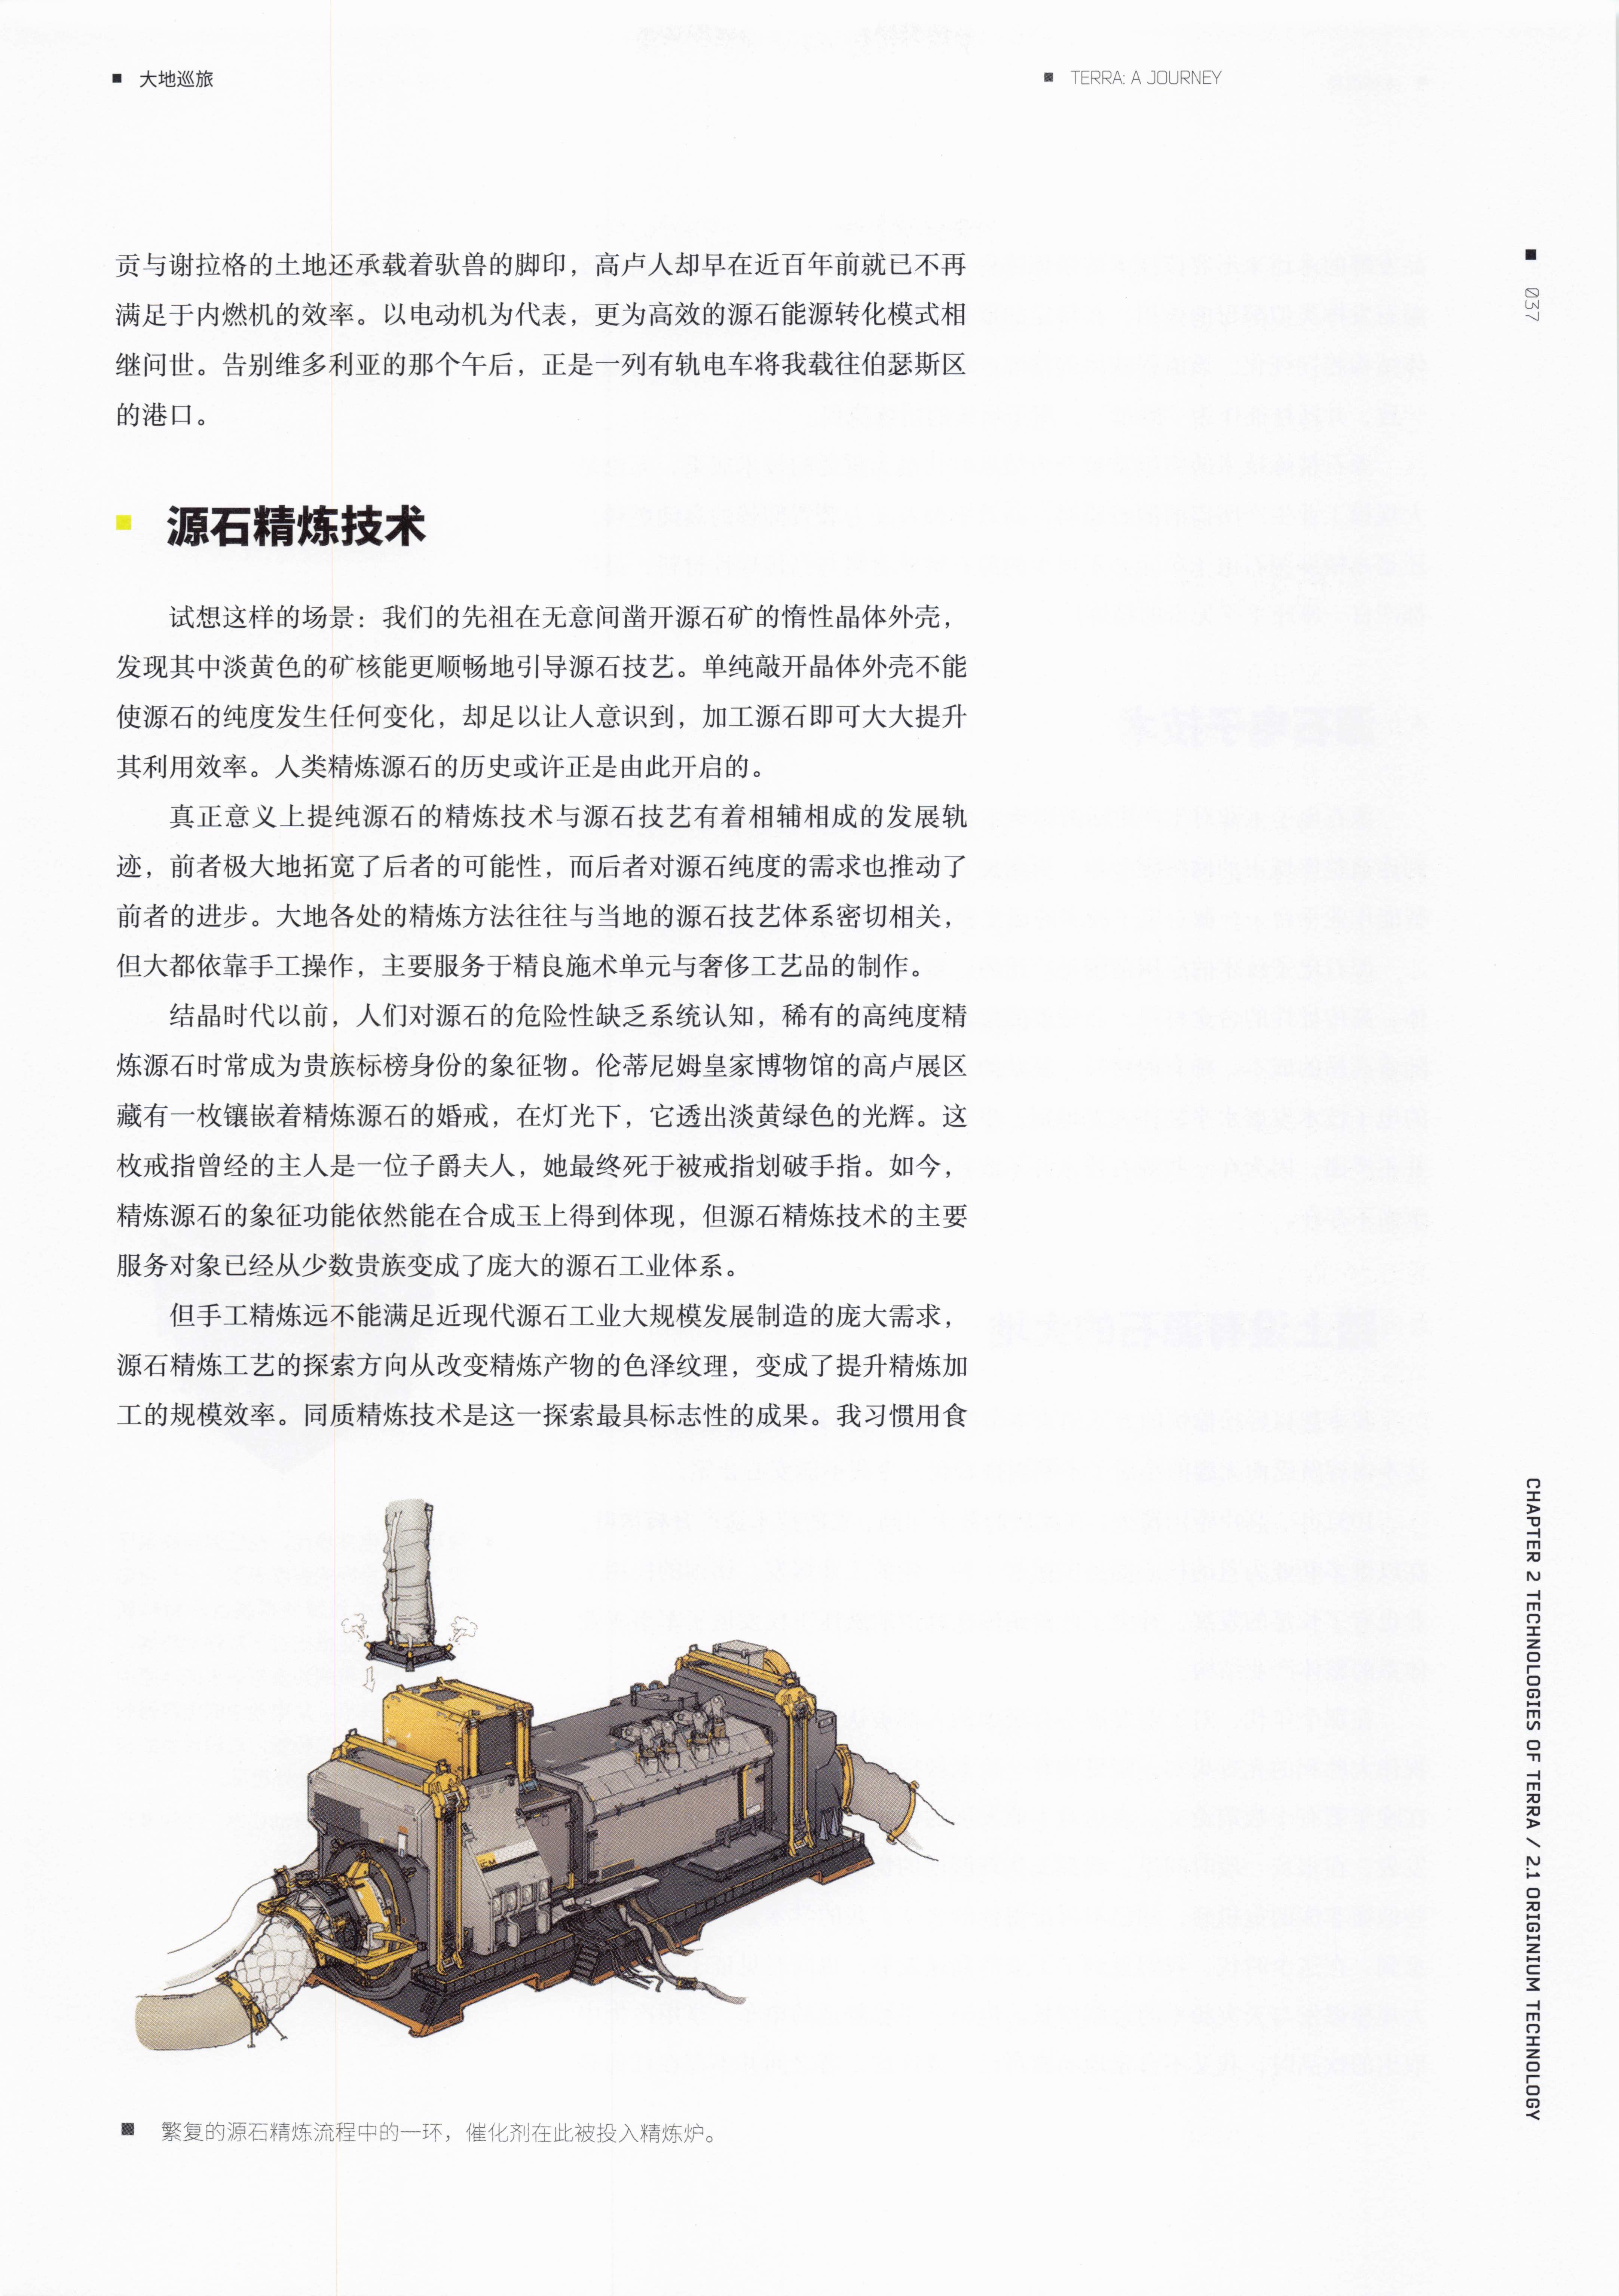 大地巡旅
TERRA: A JOURNEY
037
贡与谢拉格的土地还承载着驮兽的脚印，高卢人却早在近百年前就已不再
满足于内燃机的效率。以电动机为代表，更为高效的源石能源转化模式相
继问世。告别维多利亚的那个午后，正是一列有轨电车将我载往伯瑟斯区
的港口。
源石精炼技术
试想这样的场景：我们的先祖在无意间凿开源石矿的惰性晶体外壳，
发现其中淡黄色的矿核能更顺畅地引导源石技艺。单纯敲开晶体外壳不能
使源石的纯度发生任何变化，却足以让人意识到，加工源石即可大大提升
其利用效率。人类精炼源石的历史或许正是由此开启的。
真正意义上提纯源石的精炼技术与源石技艺有着相辅相成的发展轨
迹，前者极大地拓宽了后者的可能性，而后者对源石纯度的需求也推动了
前者的进步。大地各处的精炼方法往往与当地的源石技艺体系密切相关，
但大都依靠手工操作，主要服务于精良施术单元与奢侈工艺品的制作。
结晶时代以前，人们对源石的危险性缺乏系统认知，稀有的高纯度精
炼源石时常成为贵族标榜身份的象征物。伦蒂尼姆皇家博物馆的高卢展区
藏有一枚镶嵌着精炼源石的婚戒，在灯光下，它透出淡黄绿色的光辉。这
枚戒指曾经的主人是一位子爵夫人，她最终死于被戒指划破手指。如今，
精炼源石的象征功能依然能在合成玉上得到体现，但源石精炼技术的主要
服务对象已经从少数贵族变成了庞大的源石工业体系。
但手工精炼远不能满足近现代源石工业大规模发展制造的庞大需求，
源石精炼工艺的探索方向从改变精炼产物的色泽纹理，变成了提升精炼加
工的规模效率。同质精炼技术是这一探索最具标志性的成果。我习惯用食
繁复的源石精炼流程中的一环，催化剂在此被投入精炼炉。
CHAPTER 2 TECHNOLOGIES OF TERRA / 2.1 ORIGINIUM TECHNOLOGY